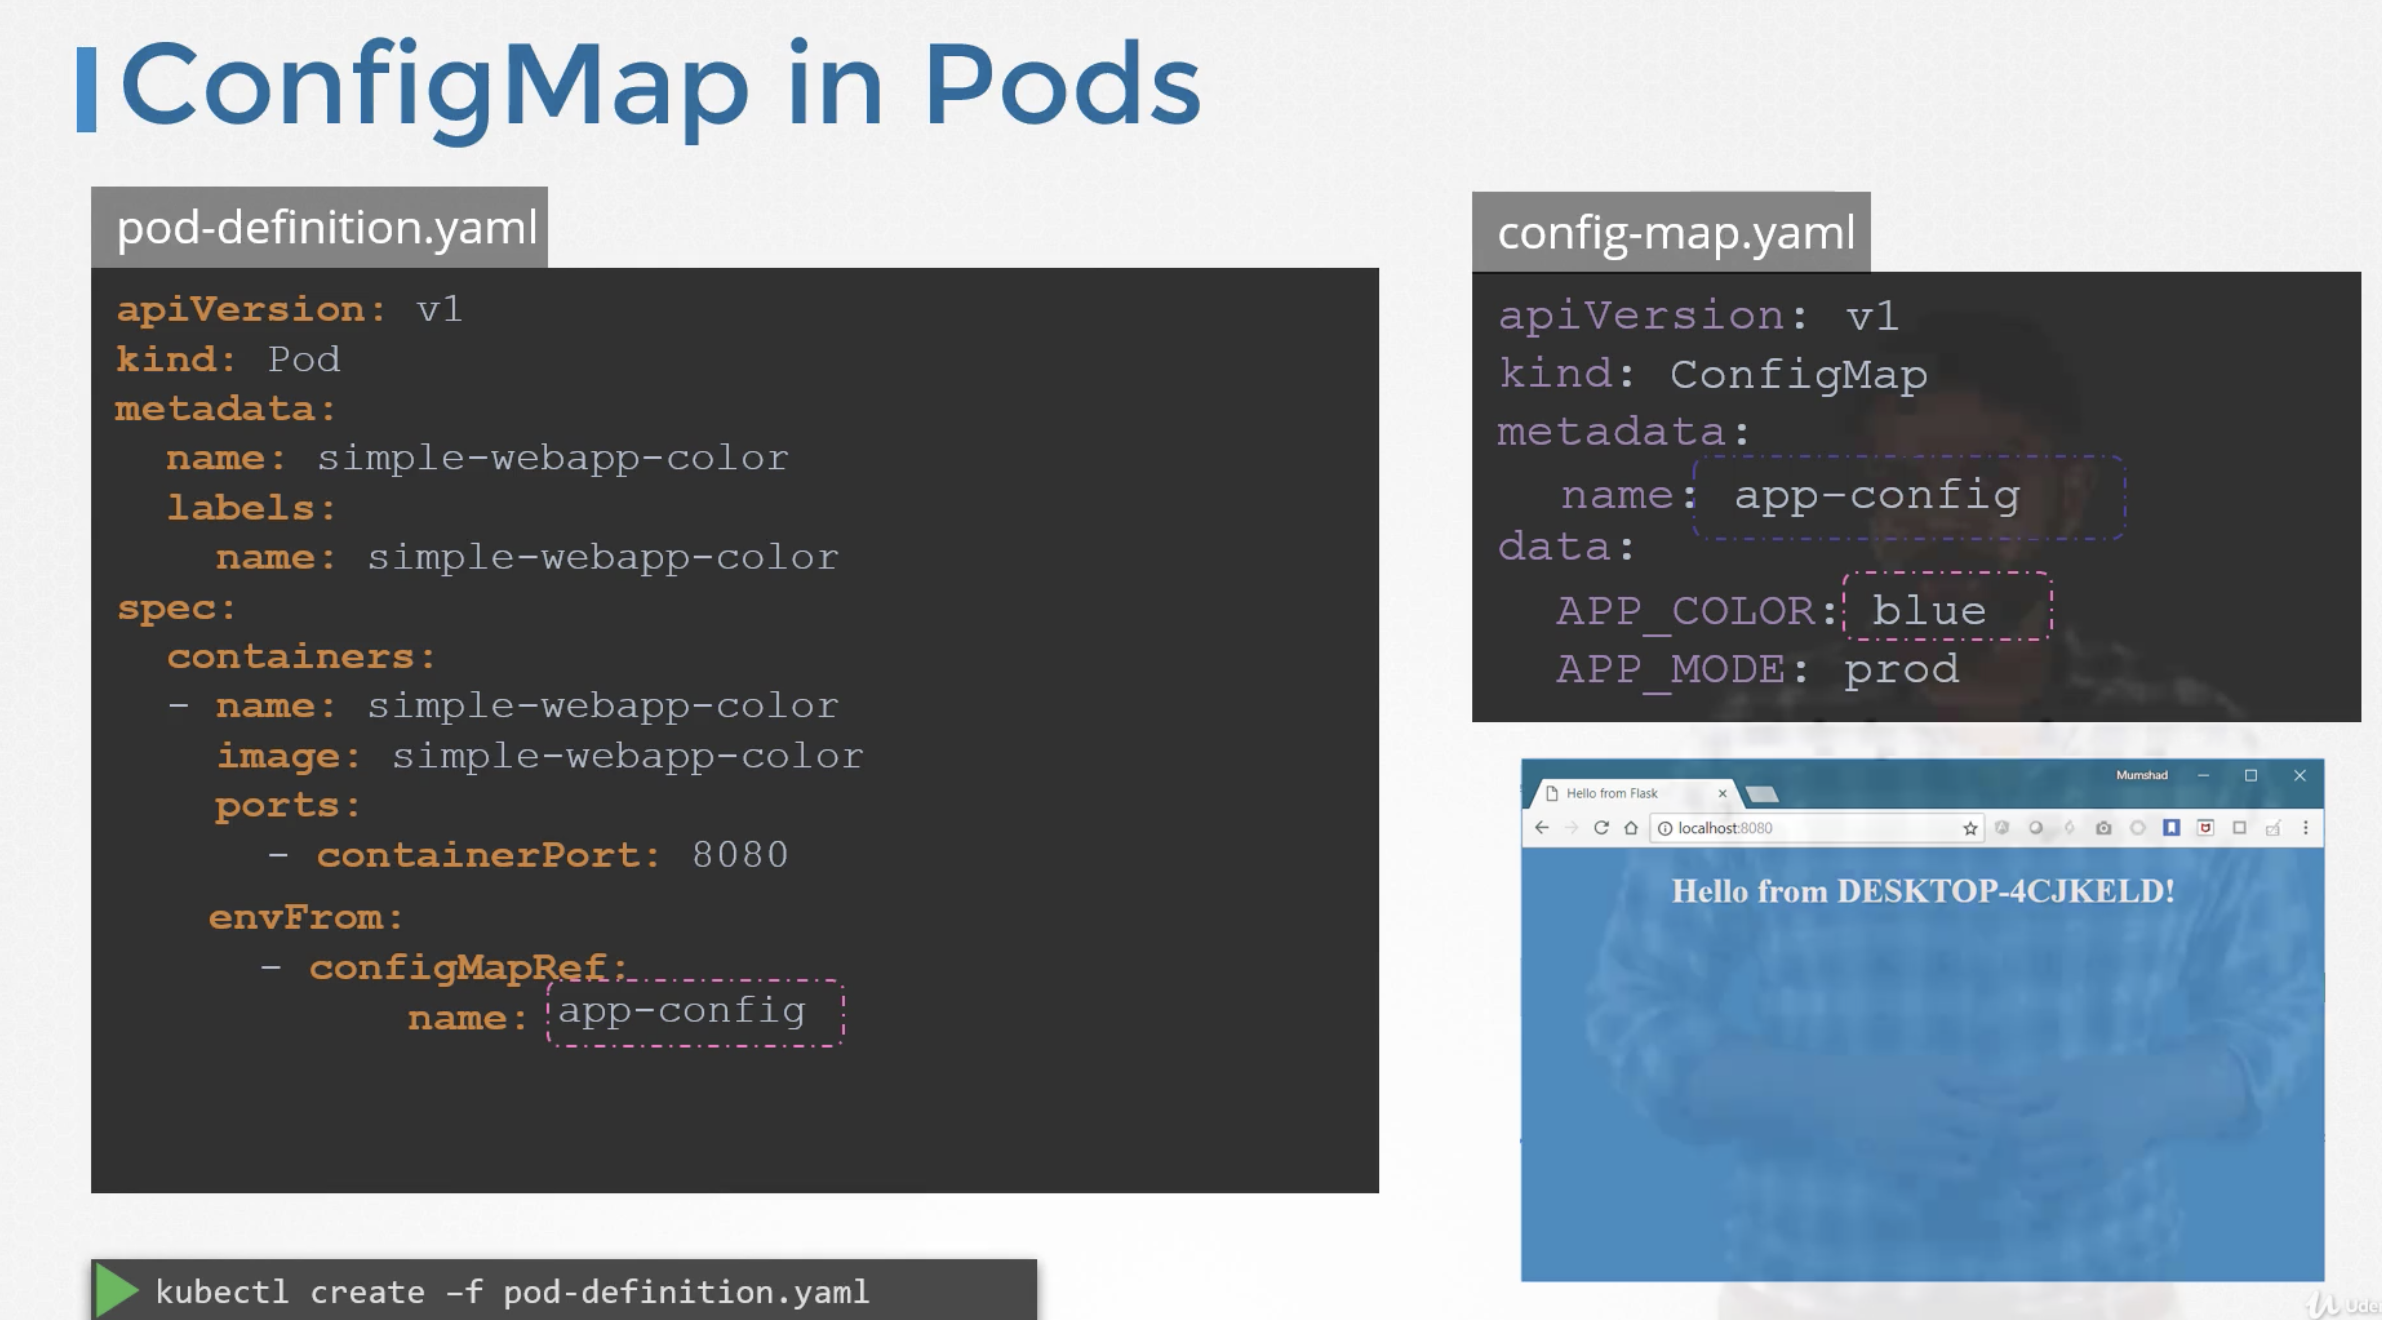 ConfigMap in Pods
pod-definition.yaml
apiVersion: v1
kind: Pod
metadata:
  name: simple-webapp-color
  labels:
    name: simple-webapp-color
spec:
  containers:
  - name: simple-webapp-color
    image: simple-webapp-color
    ports:
      - containerPort: 8080
    envFrom:
      - configMapRef:
            name: app-config
kubectl create –f pod-definition.yaml
config-map.yaml
apiVersion: v1
kind: ConfigMap
metadata:
  name: app-config
data:
  APP_COLOR: blue
  APP_MODE: prod
Mumshad
Hello from Flask
localhost:8080
Hello from DESKTOP-4CJKELD!